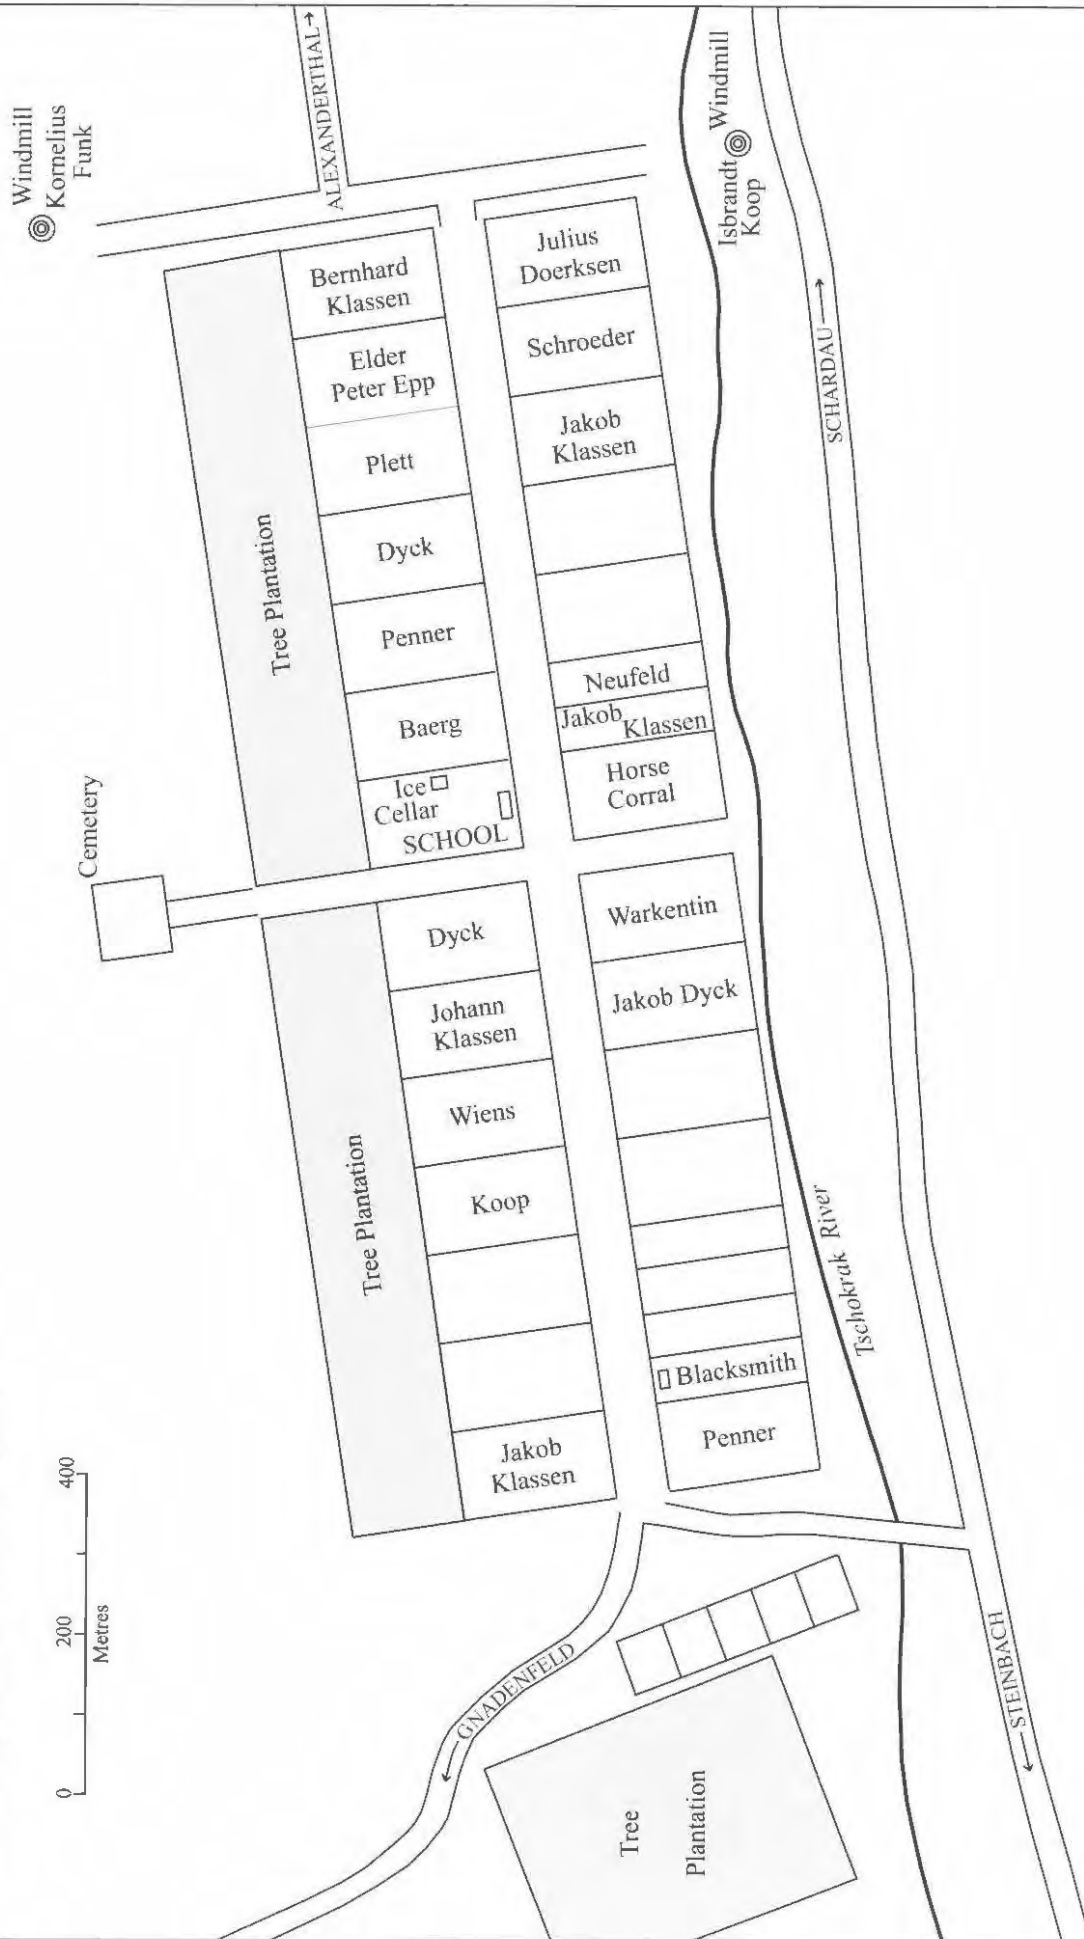 Windmill
Kornelius
Funk
ALEXANDERTHAL→
Windmill
Isbrandt
Koop
Bernhard
Klassen
Elder
Peter Epp
Plett
Dyck
Penner
Baerg
Ice
Cellar
SCHOOL
Tree Plantation
Julius
Doerksen
Schroeder
Jakob
Klassen
Neufeld
Jakob
Klassen
Horse
Corral
SCHARDAU→
Cemetery
Dyck
Johann
Klassen
Wiens
Koop
Jakob
Klassen
Tree Plantation
Warkentin
Jakob Dyck
Blacksmith
Penner
Tschokrak River
400
200
0
Metres
←GNADENFELD
←STEINBACH
Tree
Plantation